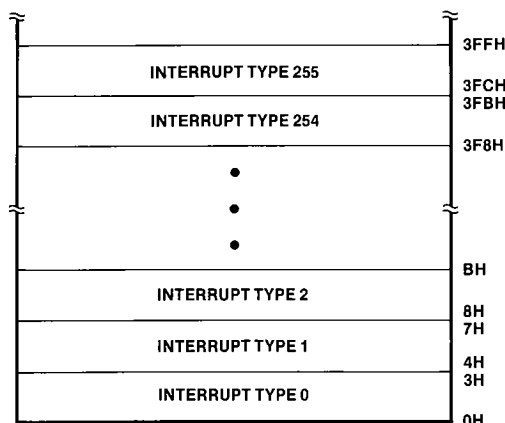 3FFH
INTERRUPT TYPE 255
3FCH
3FBH
INTERRUPT TYPE 254
3F8H
BH
INTERRUPT TYPE 2
8H
7H
INTERRUPT TYPE 1
4H
3H
INTERRUPT TYPE 0
0H